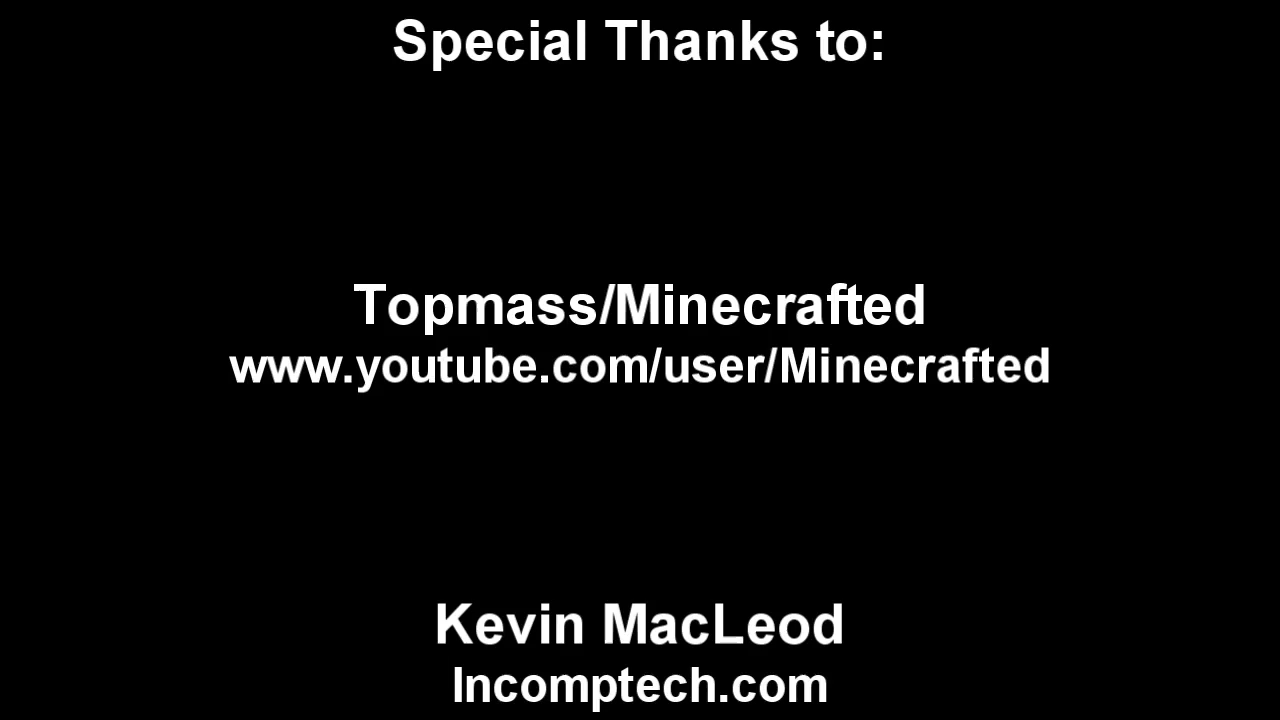 Special Thanks to:
Topmass/Minecrafted
www.youtube.com/user/Minecrafted
Kevin MacLeod
Incomptech.com